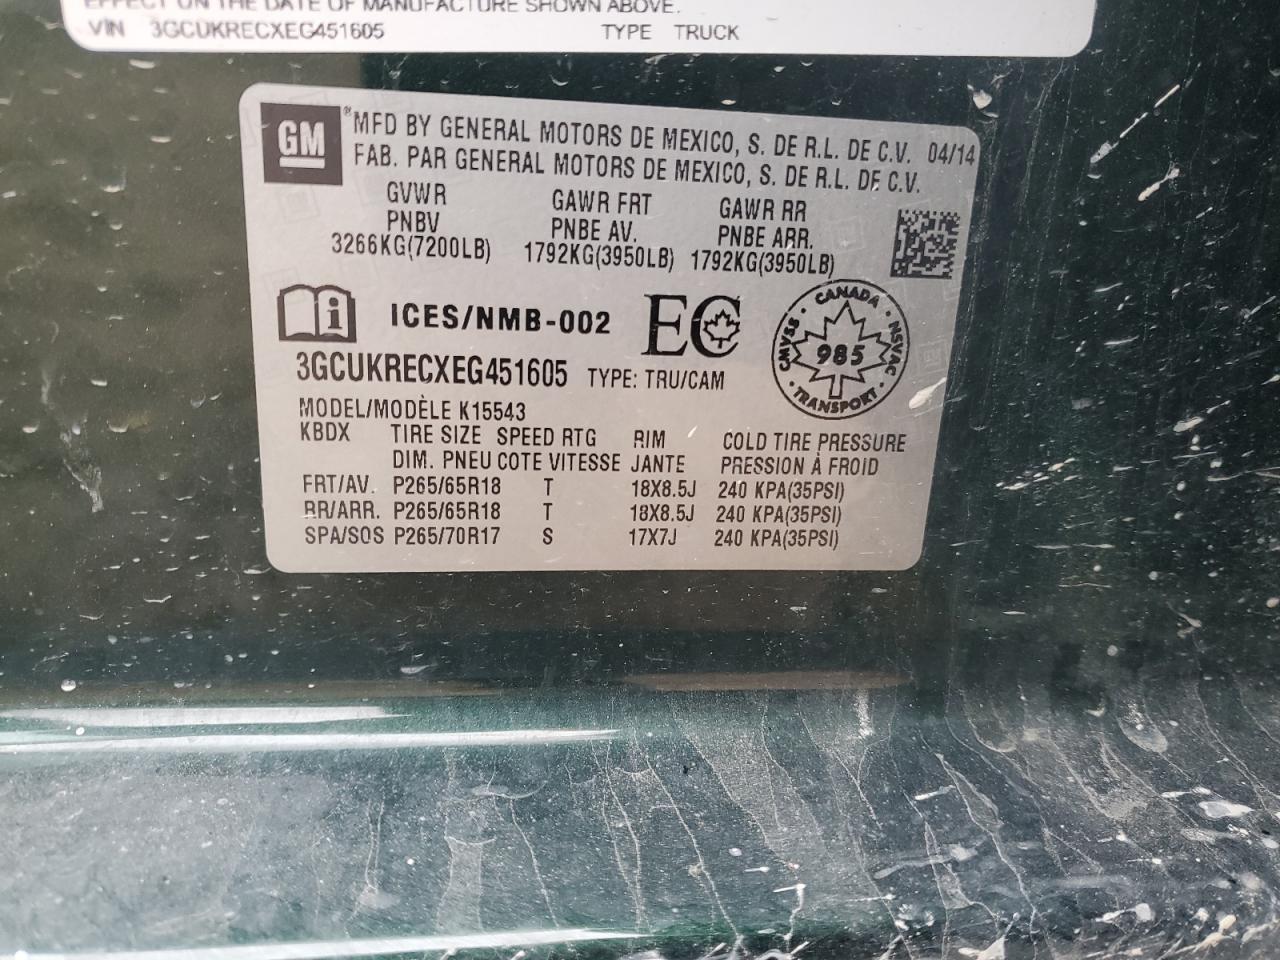 EFFECT ON THE DATE OF MANUFACTURE SHOWN ABOVE.
VIN 3GCUKRECXEG451605 TYPE TRUCK
GM
®MFD BY GENERAL MOTORS DE MEXICO, S. DE R.L. DE C.V. 04/14
FAB. PAR GENERAL MOTORS DE MEXICO, S. DE R.L. DE C.V.
GVWR GAWR FRT GAWR RR
PNBV PNBE AV. PNBE ARR.
3266KG(7200LB) 1792KG(3950LB) 1792KG(3950LB)
i ICES/NMB-002 EC
CANADA
CMVSS 985 NSVAC
TRANSPORT
3GCUKRECXEG451605 TYPE: TRU/CAM
MODEL/MODÈLE K15543
KBDX TIRE SIZE SPEED RTG RIM COLD TIRE PRESSURE
DIM. PNEU COTE VITESSE JANTE PRESSION À FROID
FRT/AV. P265/65R18 T 18X8.5J 240 KPA(35PSI)
RR/ARR. P265/65R18 T 18X8.5J 240 KPA(35PSI)
SPA/SOS P265/70R17 S 17X7J 240 KPA(35PSI)